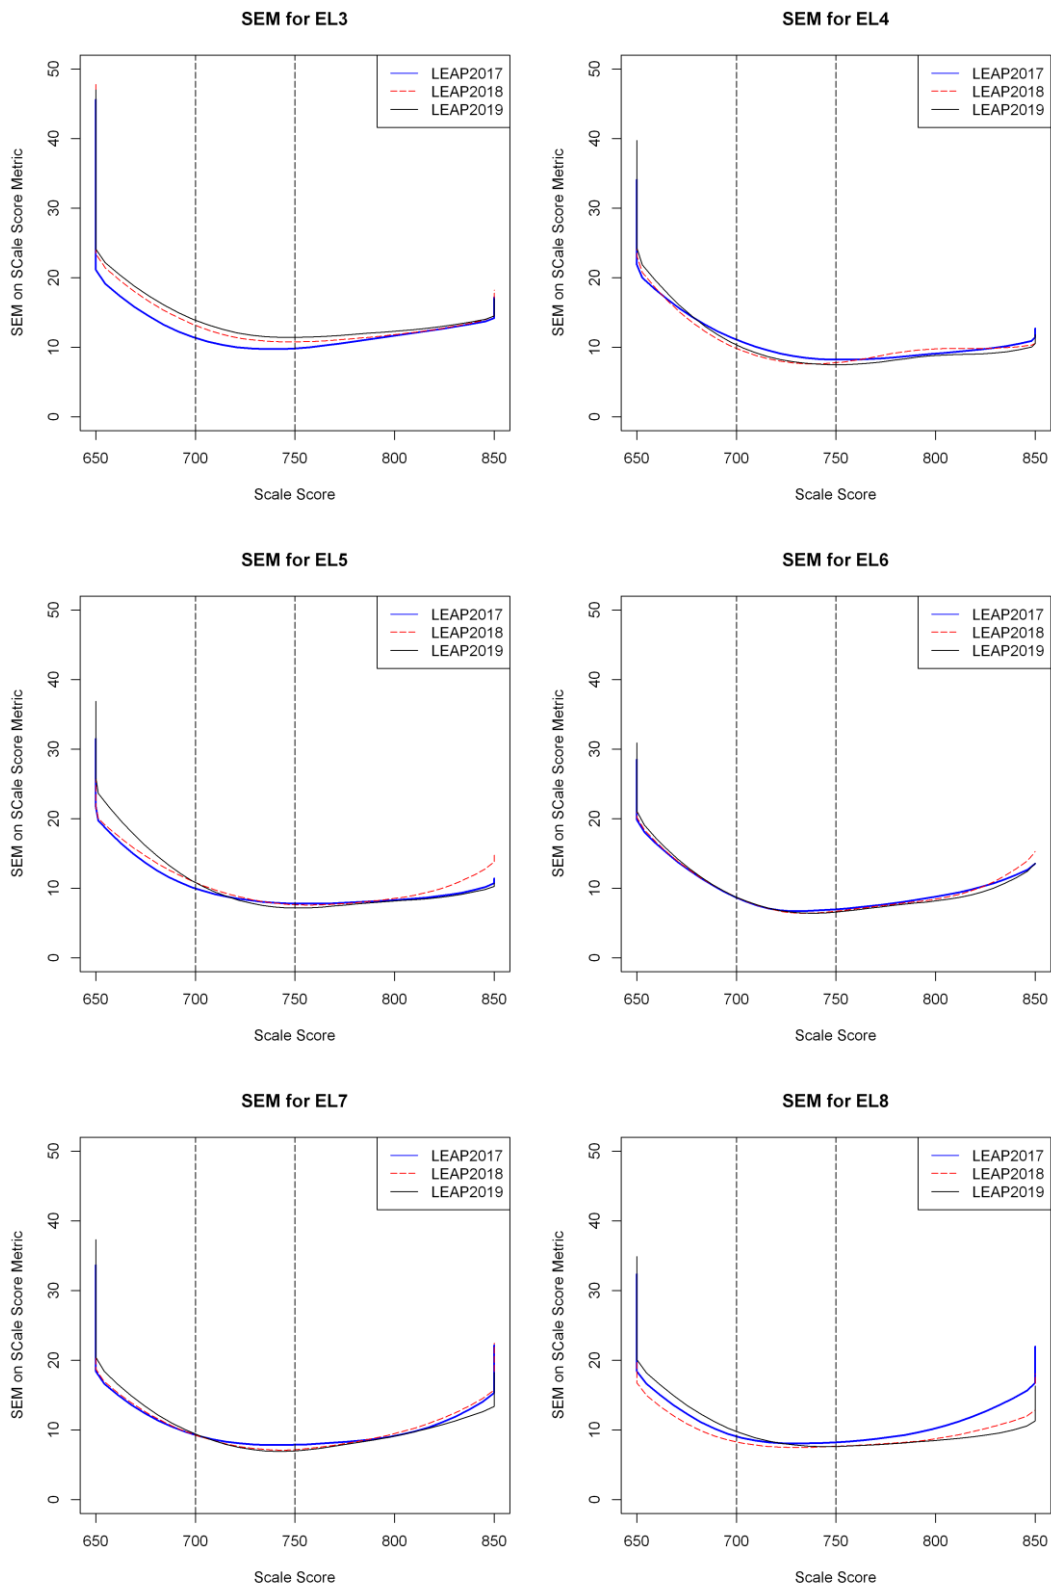 SEM for EL3
SEM on SCale Score Metric
50
40
30
20
10
0
LEAP2017
LEAP2018
LEAP2019
650 700 750 800 850
Scale Score
SEM for EL4
SEM on SCale Score Metric
50
40
30
20
10
0
LEAP2017
LEAP2018
LEAP2019
650 700 750 800 850
Scale Score
SEM for EL5
SEM on SCale Score Metric
50
40
30
20
10
0
LEAP2017
LEAP2018
LEAP2019
650 700 750 800 850
Scale Score
SEM for EL6
SEM on SCale Score Metric
50
40
30
20
10
0
LEAP2017
LEAP2018
LEAP2019
650 700 750 800 850
Scale Score
SEM for EL7
SEM on SCale Score Metric
50
40
30
20
10
0
LEAP2017
LEAP2018
LEAP2019
650 700 750 800 850
Scale Score
SEM for EL8
SEM on SCale Score Metric
50
40
30
20
10
0
LEAP2017
LEAP2018
LEAP2019
650 700 750 800 850
Scale Score